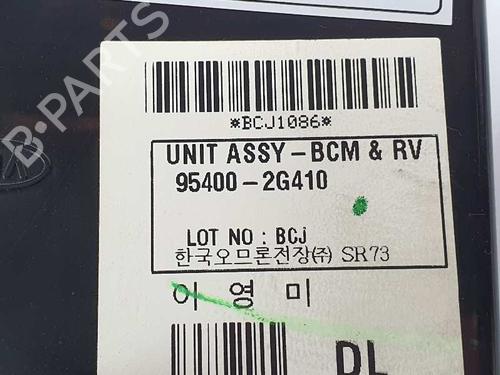 *BCJ1086*
UNIT ASSY-BCM & RV
95400-2G410
LOT NO : BCJ
한국오므론전장(주) SR73
이 영 미
DL